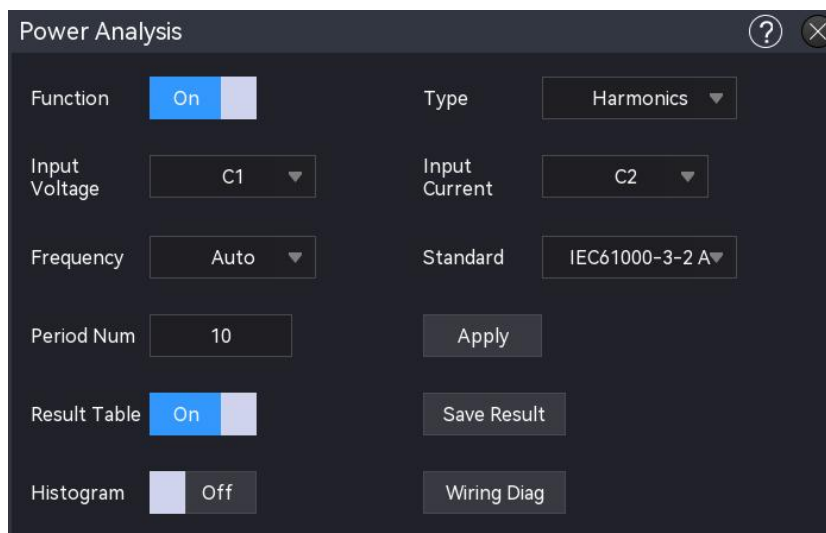 Power Analysis
?
Function On Type Harmonics
Input
Voltage
C1
Input
Current
C2
Frequency Auto Standard IEC61000-3-2 A
Period Num 10 Apply
Result Table On Save Result
Histogram Off Wiring Diag